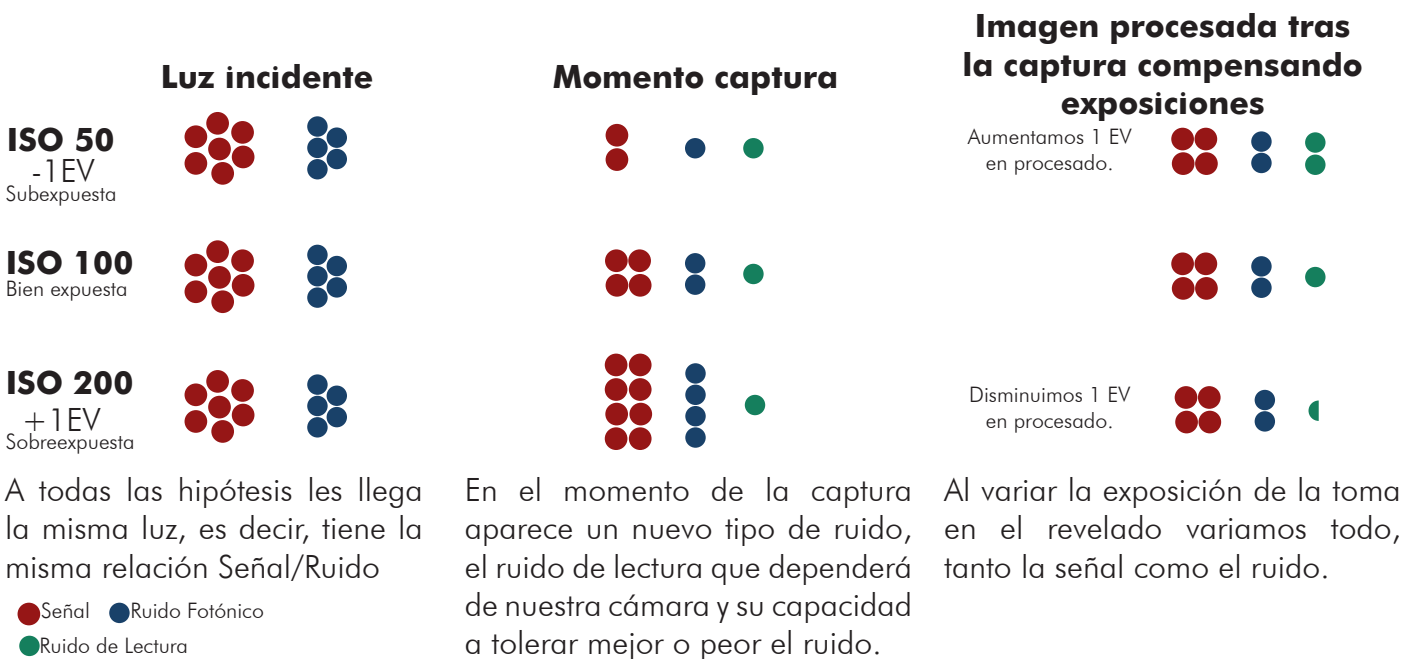 Luz incidente
Momento captura
Imagen procesada tras
la captura compensando
exposiciones
ISO 50
-1EV
Subexpuesta
Aumentamos 1 EV
en procesado.
ISO 100
Bien expuesta
ISO 200
+1EV
Sobreexpuesta
Disminuimos 1 EV
en procesado.
A todas las hipótesis les llega
la misma luz, es decir, tiene la
misma relación Señal/Ruido
Señal
Ruido Fotónico
Ruido de Lectura
En el momento de la captura
aparece un nuevo tipo de ruido,
el ruido de lectura que dependerá
de nuestra cámara y su capacidad
a tolerar mejor o peor el ruido.
Al variar la exposición de la toma
en el revelado variamos todo,
tanto la señal como el ruido.